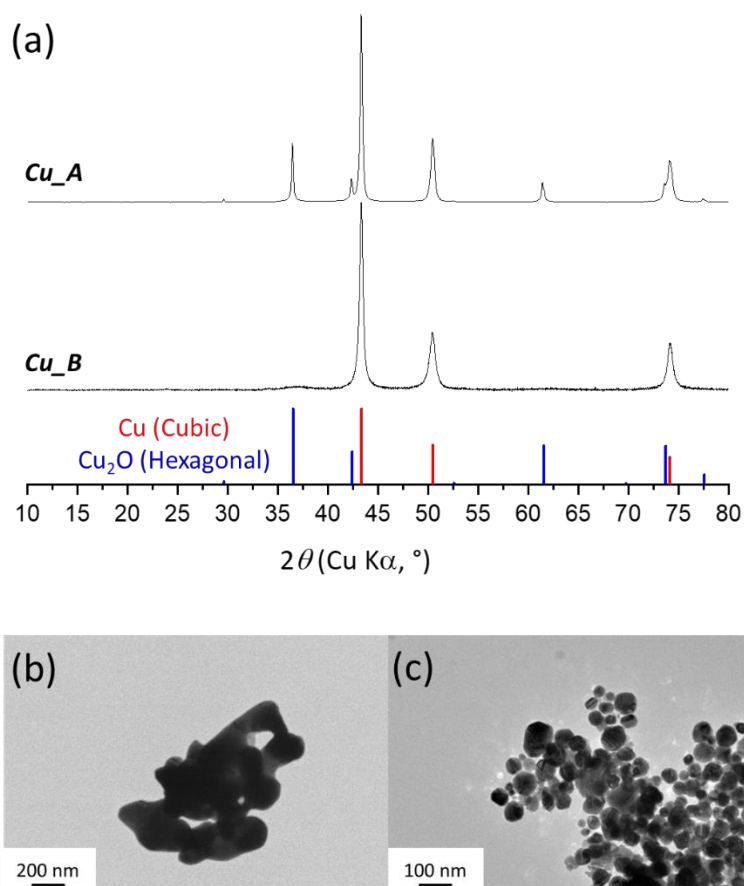 (a)
Cu_A
Cu_B
Cu (Cubic)
Cu₂O (Hexagonal)
10 15 20 25 30 35 40 45 50 55 60 65 70 75 80
2θ (Cu Kα, °)
(b) (c)
200 nm 100 nm